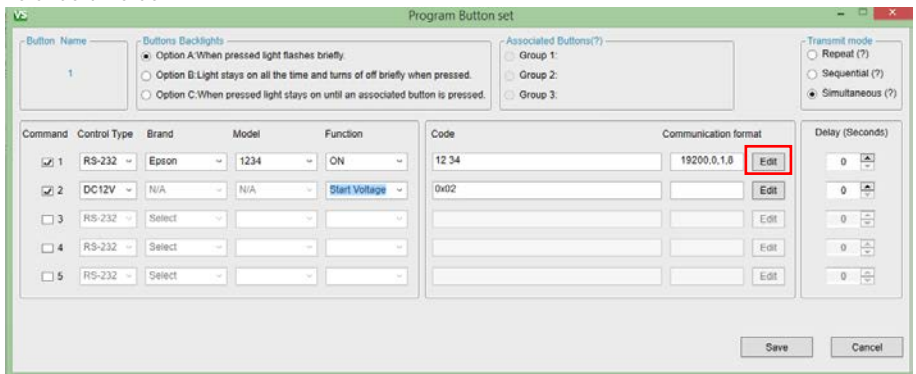 VS Program Button set
Button Name Buttons Backlights Associated Buttons(?) Transmit mode
Option A:When pressed light flashes briefly. Group 1: Repeat (?)
1 Option B:Light stays on all the time and turns of off briefly when pressed. Group 2: Sequential (?)
Option C:When pressed light stays on until an associated button is pressed. Group 3: Simultaneous (?)
Command Control Type Brand Model Function Code Communication format Delay (Seconds)
1 RS-232 Epson 1234 ON 12 34 19200,0,1,8 Edit 0
2 DC12V N/A N/A Start Voltage 0x02 Edit 0
3 RS-232 Select Edit 0
4 RS-232 Select Edit 0
5 RS-232 Select Edit 0
Save Cancel